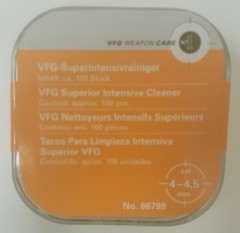 VFG WEAPON CARE
VFG-Superintensivreiniger
Inhalt: ca. 100 Stück
VFG Superior Intensive Cleaner
Content: approx. 100 pcs.
VFG Nettoyeurs Intensifs Supérieurs
Contenu: env. 100 pièces
Tacos Para Limpieza Intensiva
Superior VFG
Contenido: aprox. 100 unidades
cal.
4–4,5
mm
No. 66799